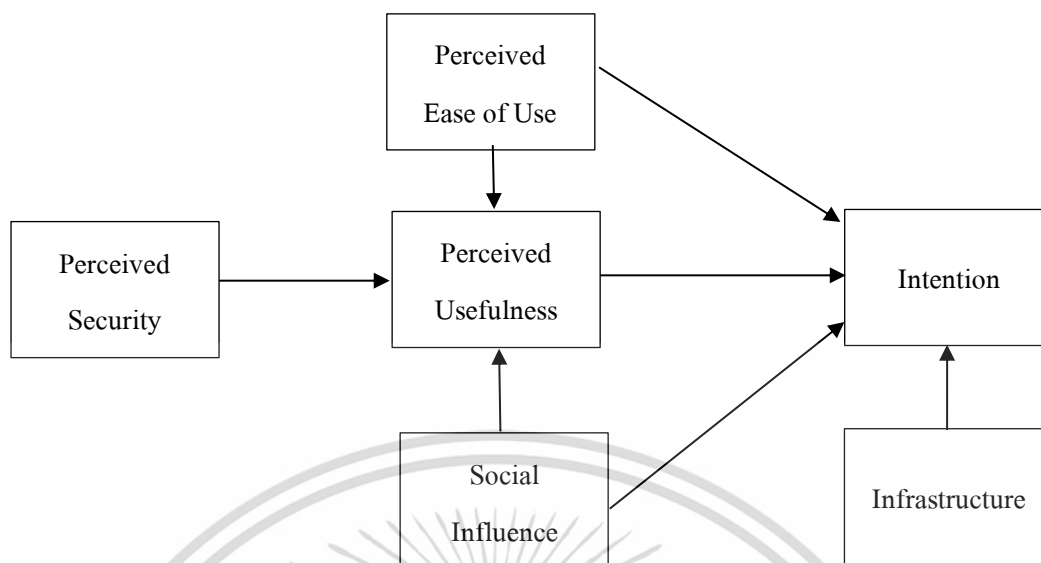 Perceived
Ease of Use
Perceived
Security
Perceived
Usefulness
Intention
Social
Influence
Infrastructure